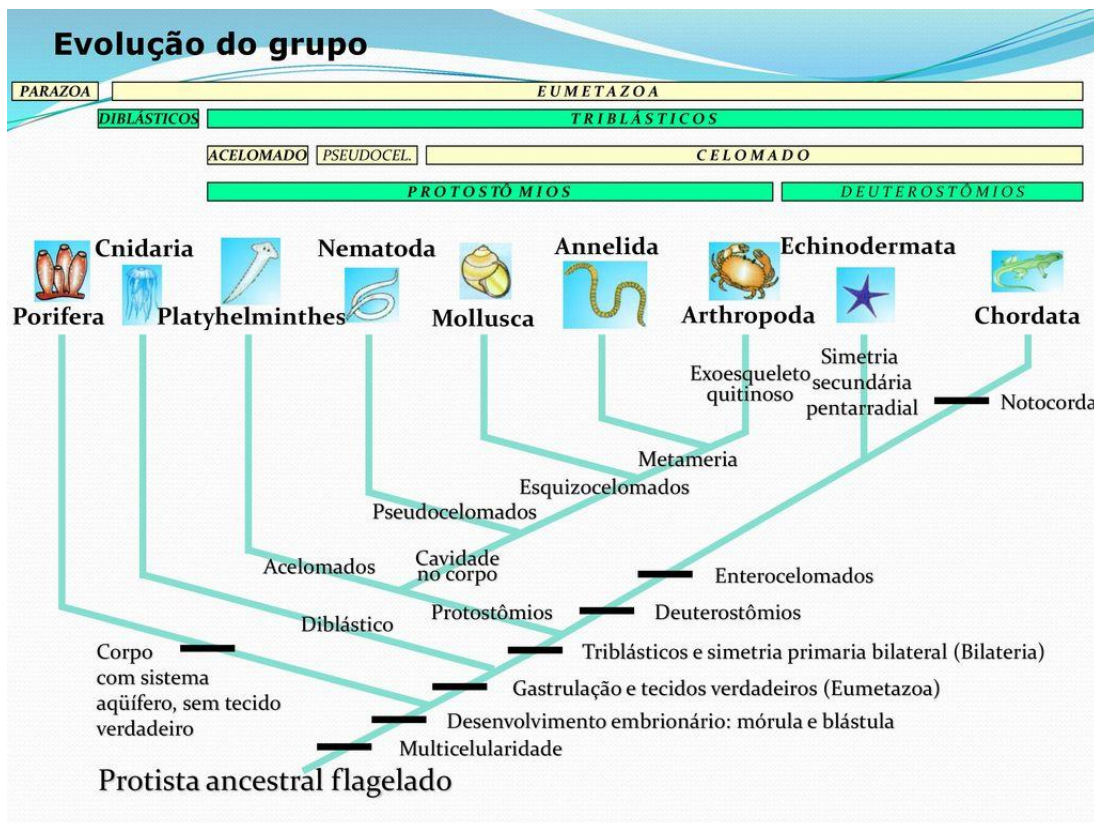 Evolução do grupo
PARAZOA
EUMETAZOA
DIBLÁSTICOS
TRIBLÁSTICOS
ACELOMADO
PSEUDOCEL.
CELOMADO
PROTOSTÔMIOS
DEUTEROSTÔMIOS
Cnidaria
Nematoda
Annelida
Echinodermata
Porifera
Platyhelminthes
Mollusca
Arthropoda
Chordata
Exoesqueleto
quitinoso
Simetria
secundária
pentarradial
Notocorda
Metameria
Esquizocelomados
Pseudocelomados
Acelomados
Cavidade
no corpo
Enterocelomados
Diblástico
Protostômios
Deuterostômios
Corpo
com sistema
aqüífero, sem tecido
verdadeiro
Triblásticos e simetria primaria bilateral (Bilateria)
Gastrulação e tecidos verdadeiros (Eumetazoa)
Desenvolvimento embrionário: mórula e blástula
Multicelularidade
Protista ancestral flagelado